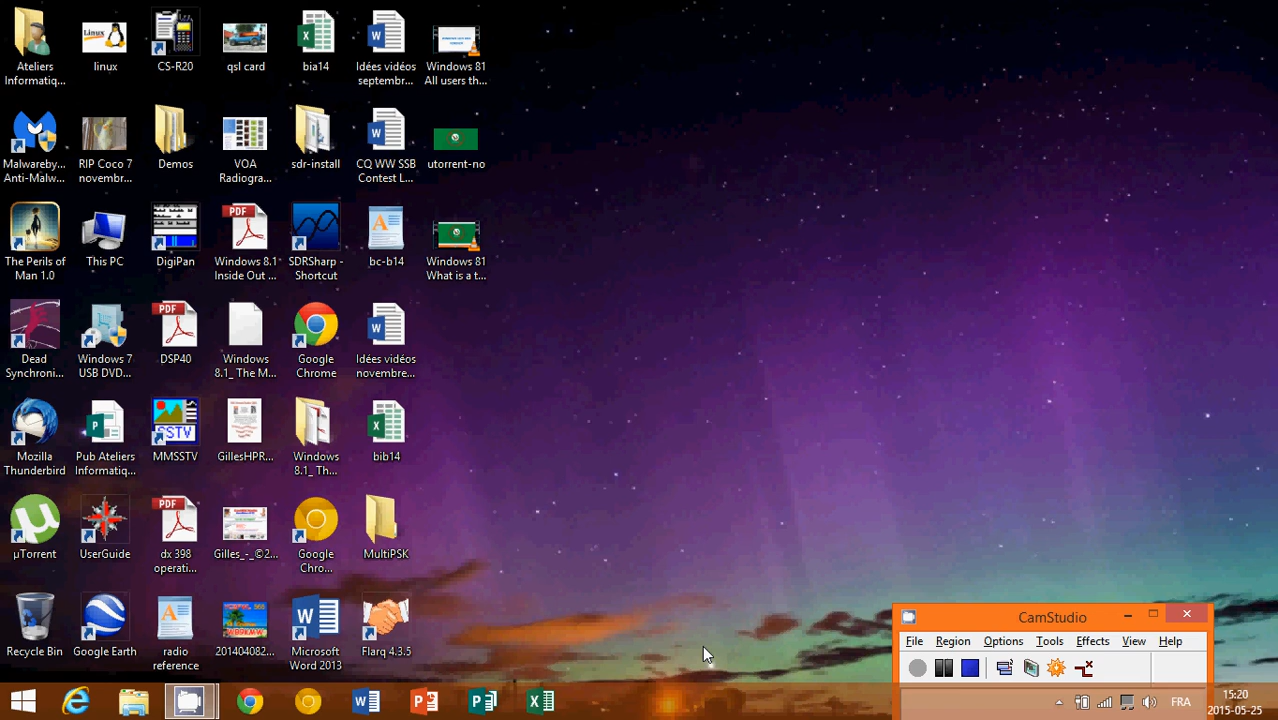 Ateliers
Informatiq...
linux
CS-R20
qsl card
bia14
Idées vidéos
septembr...
Windows 81
All users th...
Malwareby...
Anti-Malw...
RIP Coco 7
novembr...
Demos
VOA
Radiogra...
sdr-install
CQ WW SSB
Contest L...
utorrent-no
The Perils of
Man 1.0
This PC
DigiPan
Windows 8.1
Inside Out ...
SDRSharp -
Shortcut
bc-b14
Windows 81
What is a t...
Dead
Synchroni...
Windows 7
USB DVD...
DSP40
Windows
8.1_ The M...
Google
Chrome
Idées vidéos
novembre...
Mozilla
Thunderbird
Pub Ateliers
Informatiq...
MMSSTV
GillesHPR...
Windows
8.1_ Th...
bib14
µTorrent
UserGuide
dx 398
operati...
Gilles_-_©2...
Google
Chro...
MultiPSK
Recycle Bin
Google Earth
radio
reference
201404082...
Microsoft
Word 2013
Flarq 4.3.5
Linux
PDF
PDF
SSTV
PDF
CamStudio
File
Options
Tools
Effects
View
Help
FRA
15:20
2015-05-25